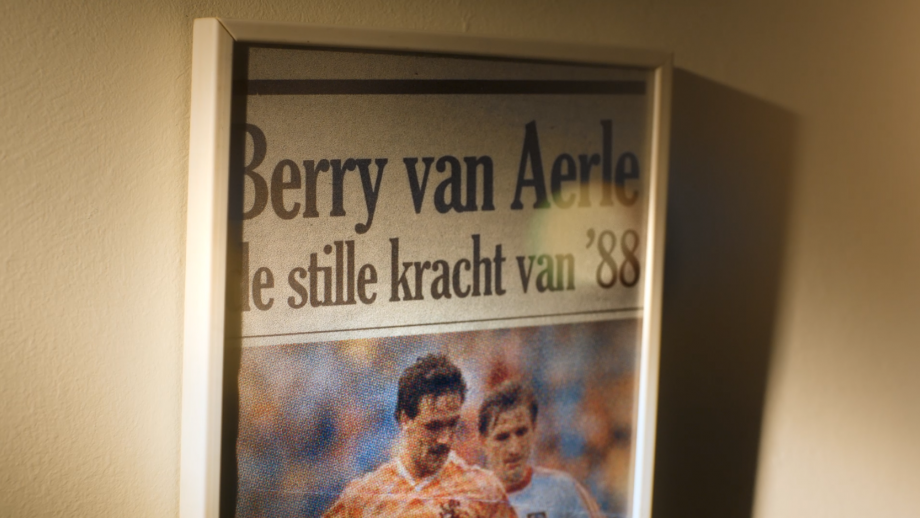 Berry van Aerle
de stille kracht van ’88